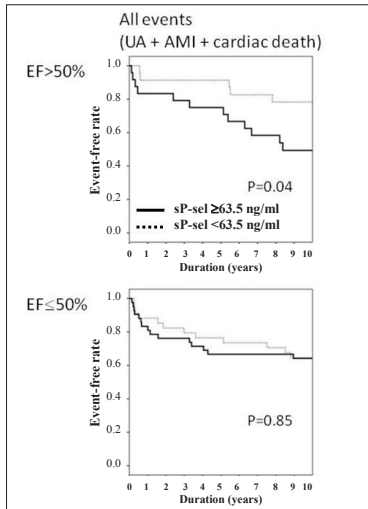 All events
(UA + AMI + cardiac death)
EF>50%
Event-free rate
1.0
0.8
0.6
0.4
0.2
0.0
P=0.04
sP-sel ≥63.5 ng/ml
sP-sel <63.5 ng/ml
0 1 2 3 4 5 6 7 8 9 10
Duration (years)
EF≦50%
Event-free rate
1.0
0.8
0.6
0.4
0.2
0.0
P=0.85
0 1 2 3 4 5 6 7 8 9 10
Duration (years)